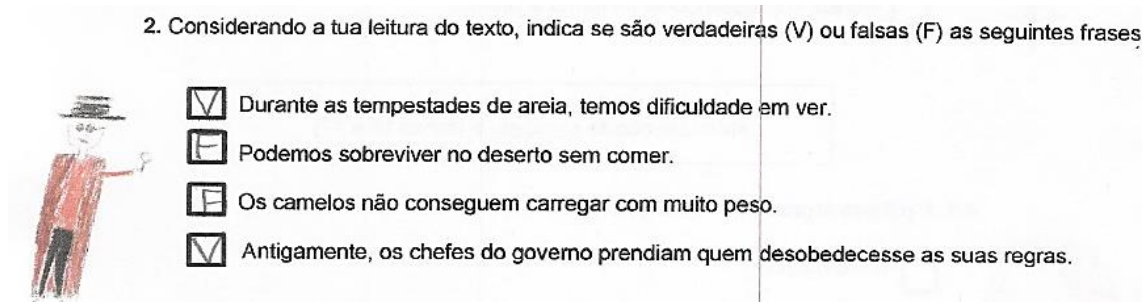 2. Considerando a tua leitura do texto, indica se são verdadeiras (V) ou falsas (F) as seguintes frases
V Durante as tempestades de areia, temos dificuldade em ver.
F Podemos sobreviver no deserto sem comer.
F Os camelos não conseguem carregar com muito peso.
V Antigamente, os chefes do governo prendiam quem desobedecesse as suas regras.